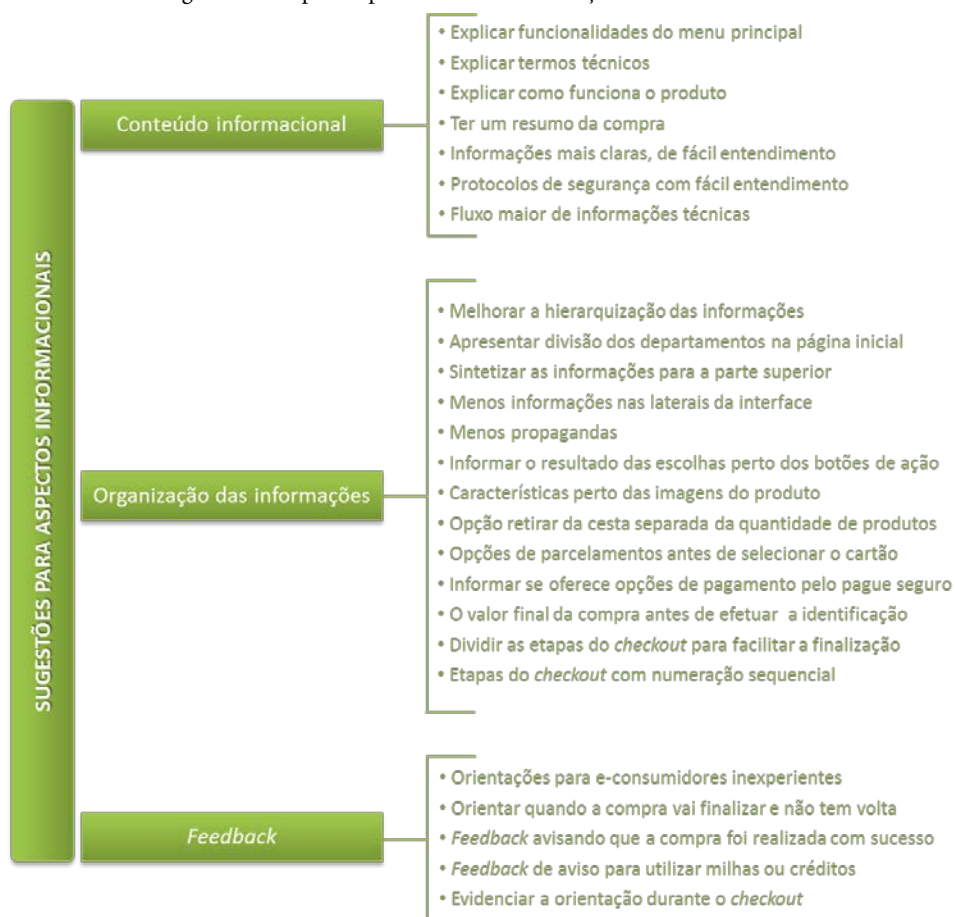 • Explicar funcionalidades do menu principal
• Explicar termos técnicos
• Explicar como funciona o produto
• Ter um resumo da compra
• Informações mais claras, de fácil entendimento
• Protocolos de segurança com fácil entendimento
• Fluxo maior de informações técnicas
Conteúdo informacional
SUGESTÕES PARA ASPECTOS INFORMACIONAIS
• Melhorar a hierarquização das informações
• Apresentar divisão dos departamentos na página inicial
• Sintetizar as informações para a parte superior
• Menos informações nas laterais da interface
• Menos propagandas
• Informar o resultado das escolhas perto dos botões de ação
• Características perto das imagens do produto
• Opção retirar da cesta separada da quantidade de produtos
• Opções de parcelamentos antes de selecionar o cartão
• Informar se oferece opções de pagamento pelo pague seguro
• O valor final da compra antes de efetuar a identificação
• Dividir as etapas do checkout para facilitar a finalização
• Etapas do checkout com numeração sequencial
Organização das informações
• Orientações para e-consumidores inexperientes
• Orientar quando a compra vai finalizar e não tem volta
• Feedback avisando que a compra foi realizada com sucesso
• Feedback de aviso para utilizar milhas ou créditos
• Evidenciar a orientação durante o checkout
Feedback